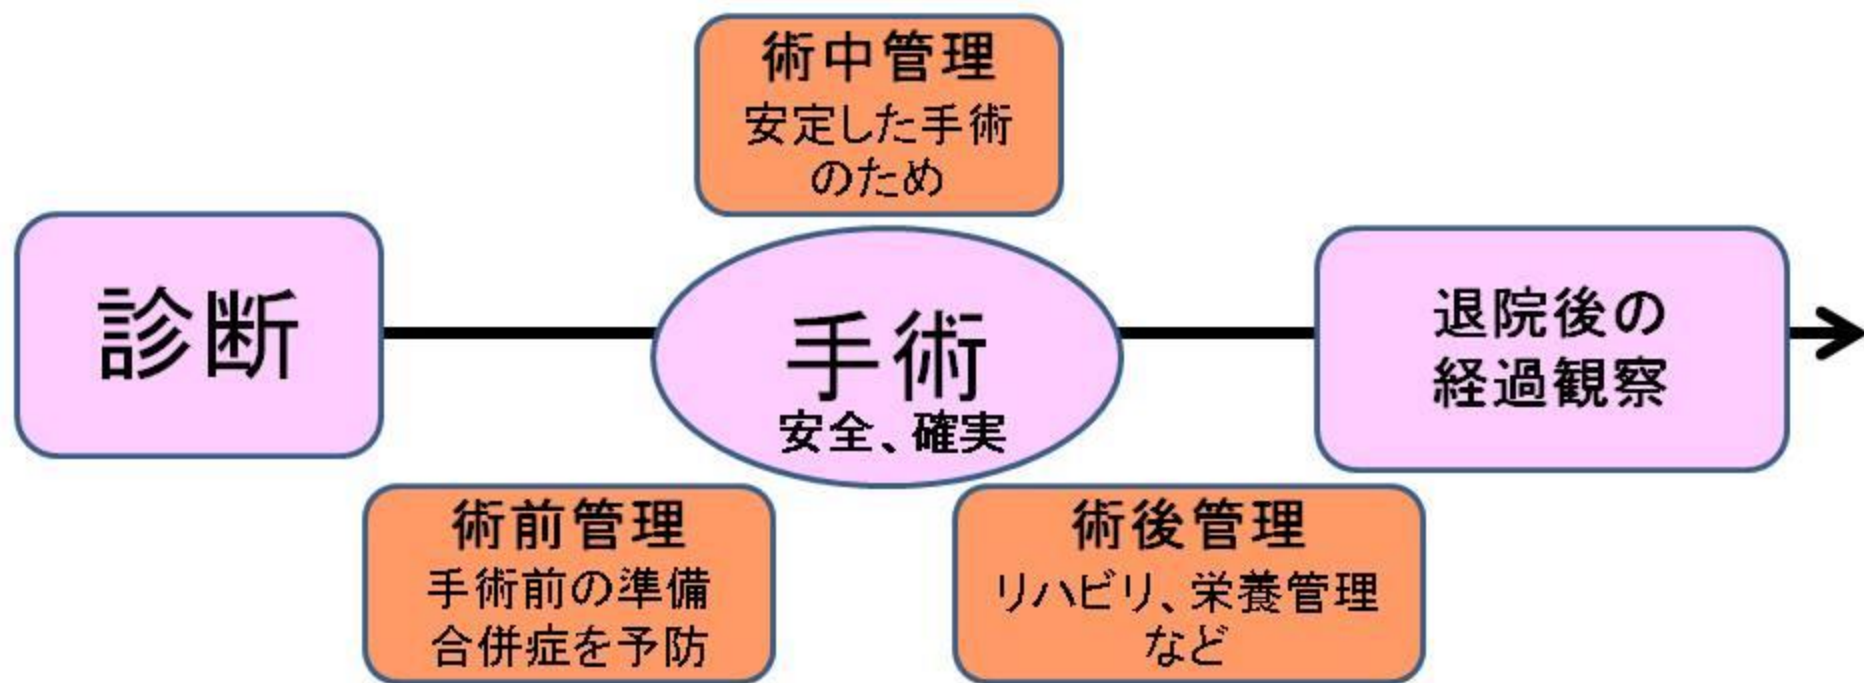 術中管理
安定した手術
のため
診断
手術
安全、確実
退院後の
経過観察
術前管理
手術前の準備
合併症を予防
術後管理
リハビリ、栄養管理
など